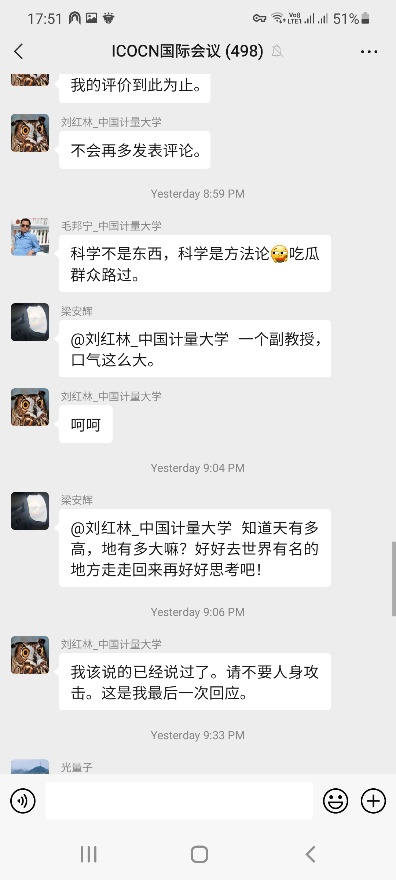 17:51
VoB
LTE1
51%
ICOCN国际会议 (498)
我的评价到此为止。
刘红林_中国计量大学
不会再多发表评论。
Yesterday 8:59 PM
毛邦宁_中国计量大学
科学不是东西，科学是方法论吃瓜
群众路过。
梁安辉
@刘红林_中国计量大学 一个副教授，
口气这么大。
刘红林_中国计量大学
呵呵
Yesterday 9:04 PM
梁安辉
@刘红林_中国计量大学 知道天有多
高，地有多大嘛？好好去世界有名的
地方走走回来再好好思考吧！
Yesterday 9:06 PM
刘红林_中国计量大学
我该说的已经说过了。请不要人身攻
击。这是我最后一次回应。
Yesterday 9:33 PM
光量子